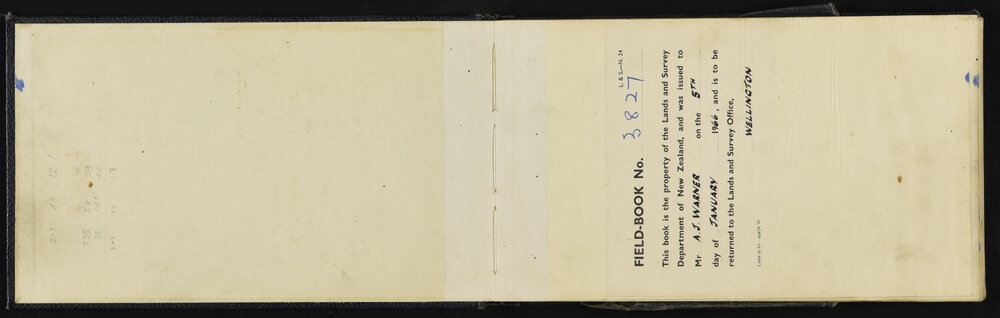 L. & S.—N. 24
FIELD-BOOK No. 3827
This book is the property of the Lands and Survey
Department of New Zealand, and was issued to
Mr A.J. WARNER on the 5TH
day of JANUARY 1966, and is to be
returned to the Lands and Survey Office,
WELLINGTON